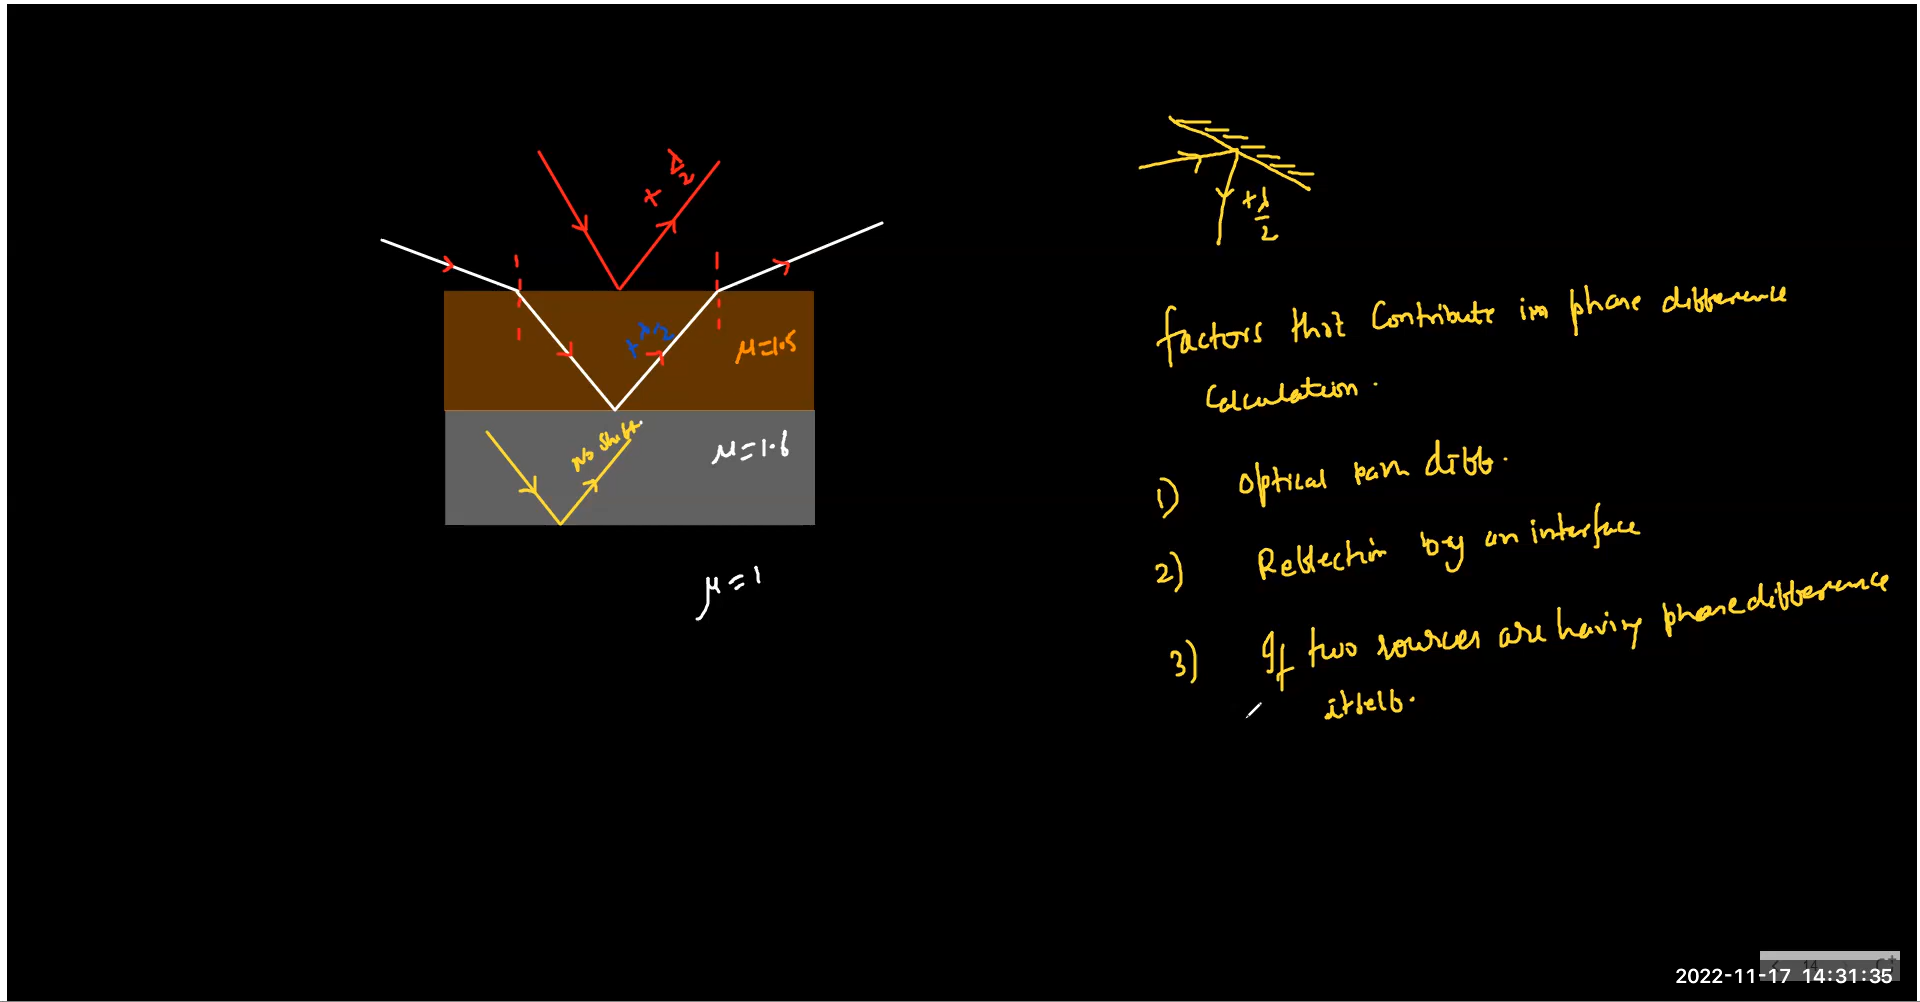 + λ/2
+ λ/2
μ=1.5
No shift
μ=1.6
μ=1
+ λ/2
factors that contribute in phase difference
calculation.
1) Optical path diff.
2) Reflection by an interface
3) If two sources are having phase difference
itself.
14
2022-11-17 14:31:35